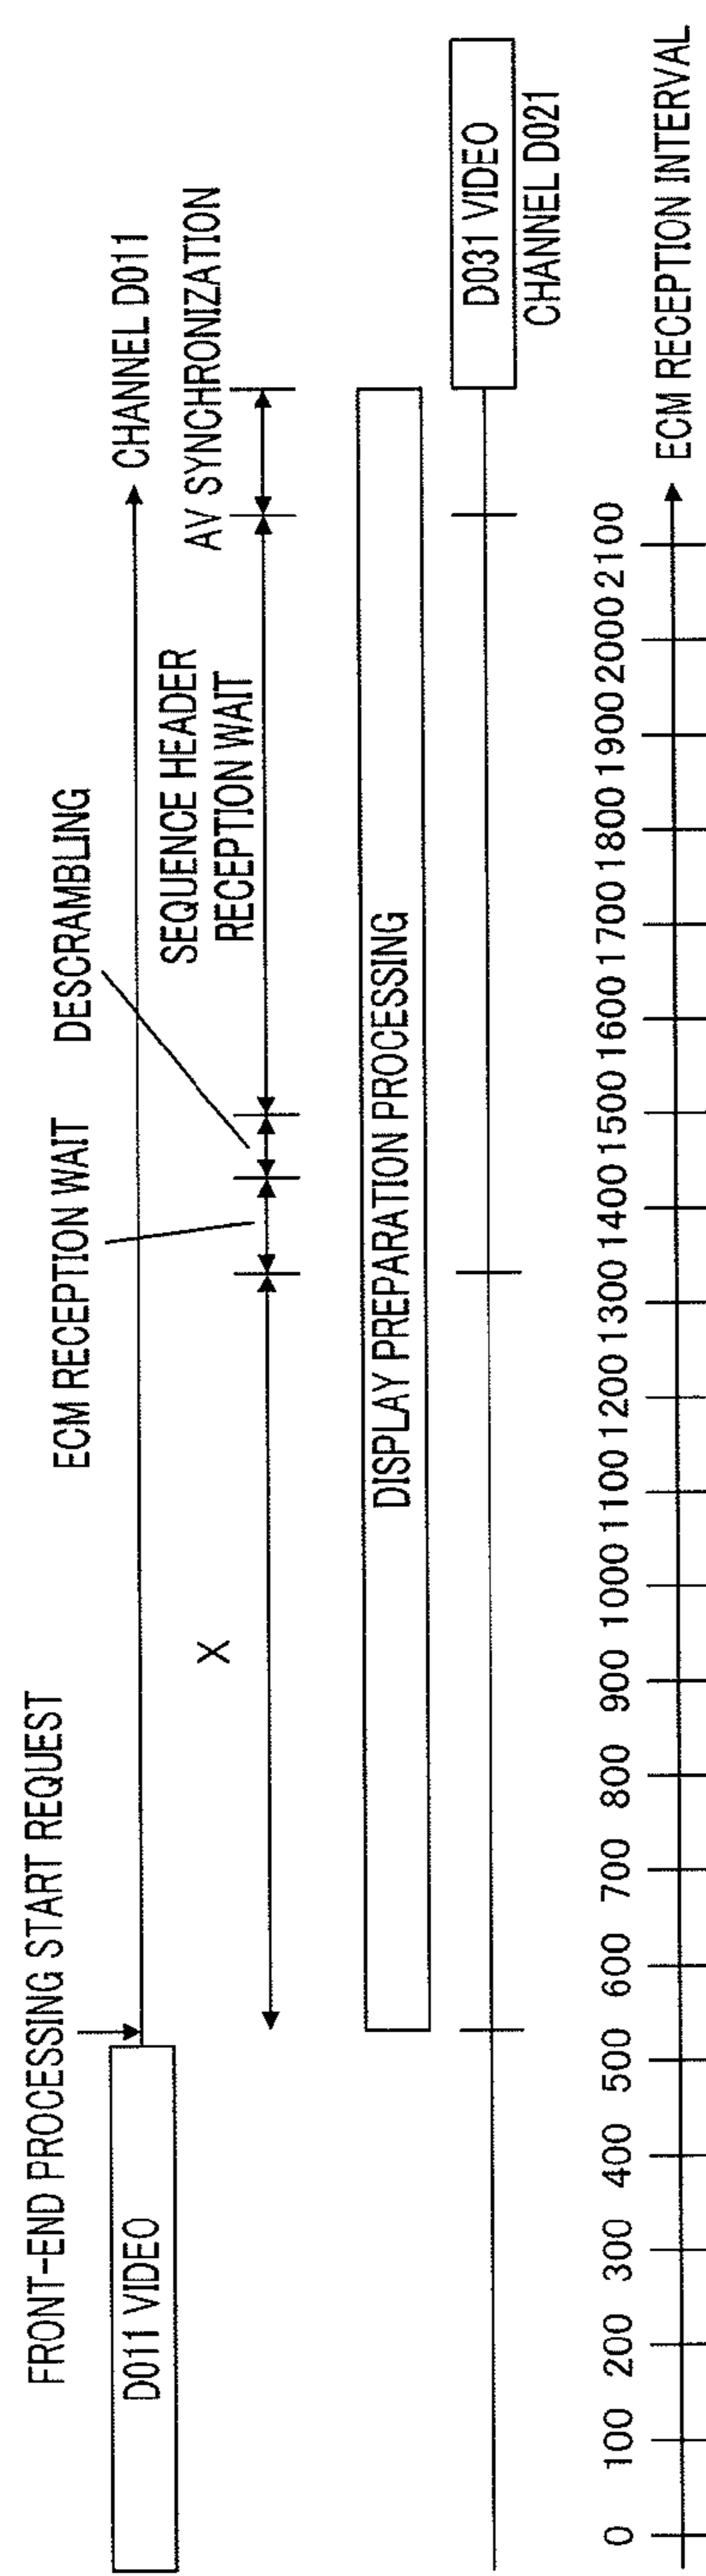 FRONT-END PROCESSING START REQUEST
D011 VIDEO
CHANNEL D011
ECM RECEPTION WAIT
DESCRAMBLING
X
SEQUENCE HEADER
RECEPTION WAIT
AV SYNCHRONIZATION
DISPLAY PREPARATION PROCESSING
D031 VIDEO
CHANNEL D021
0 100 200 300 400 500 600 700 800 900 1000 1100 1200 1300 1400 1500 1600 1700 1800 1900 2000 2100
ECM RECEPTION INTERVAL